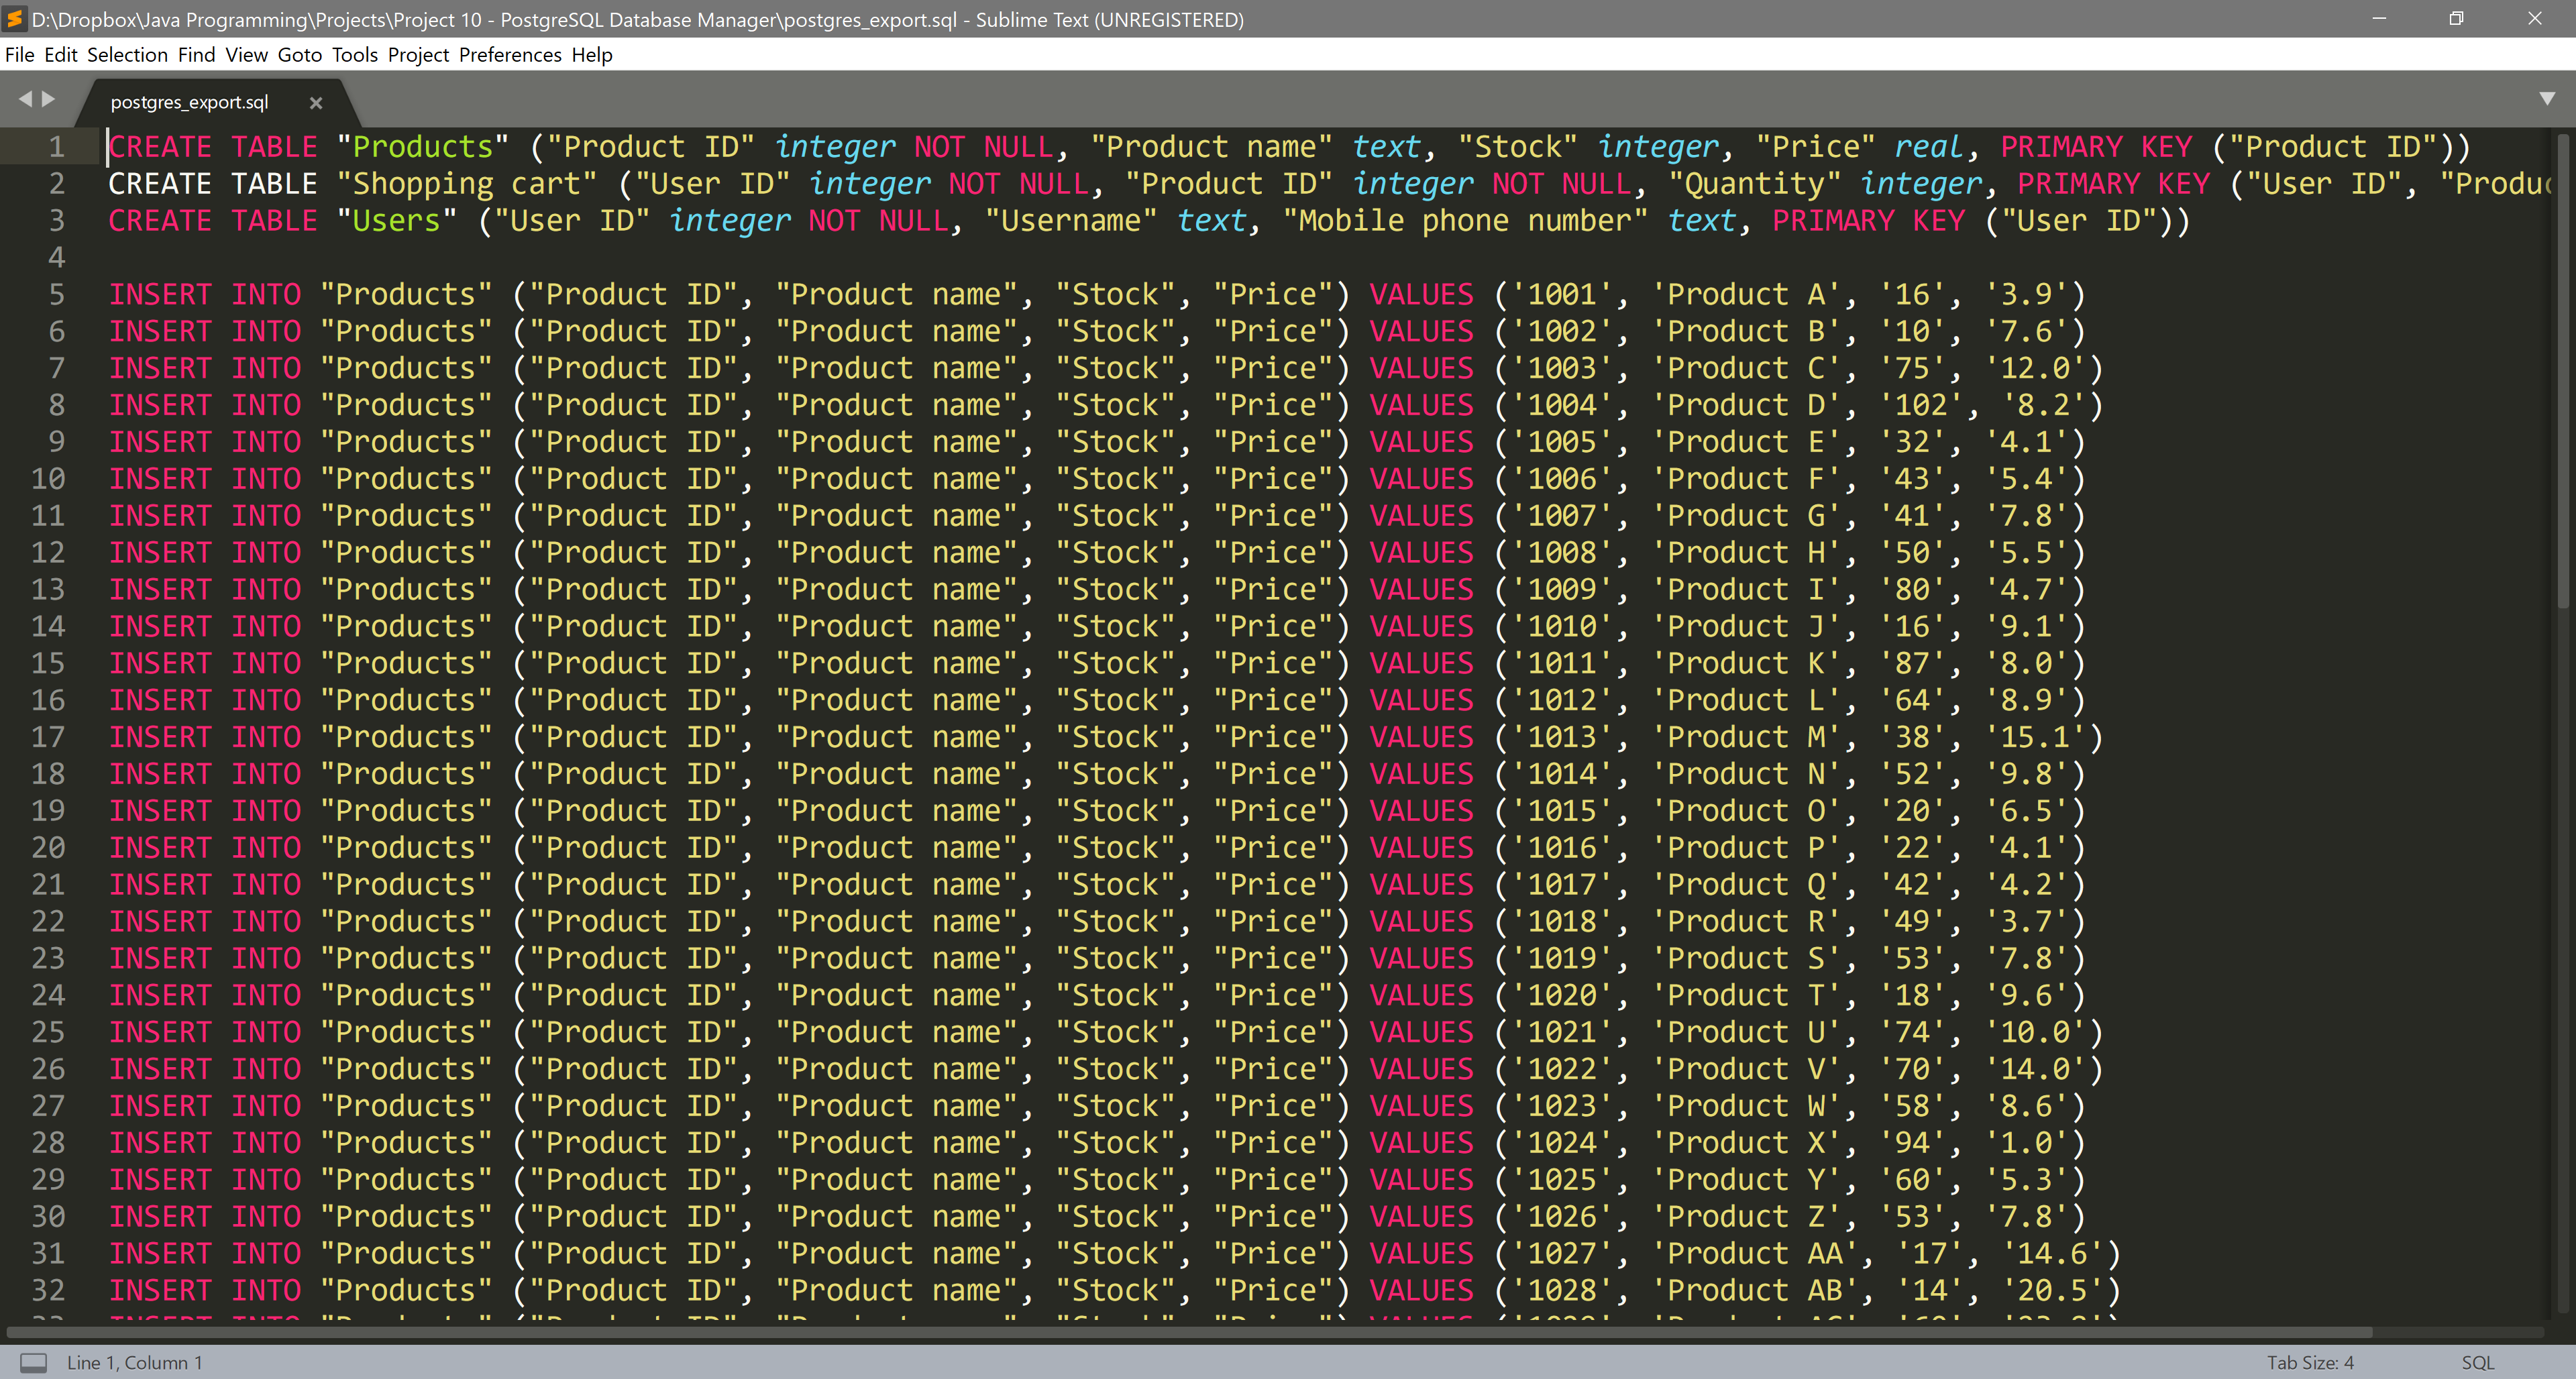 D:\Dropbox\Java Programming\Projects\Project 10 - PostgreSQL Database Manager\postgres_export.sql - Sublime Text (UNREGISTERED)
File Edit Selection Find View Goto Tools Project Preferences Help
postgres_export.sql
1 CREATE TABLE "Products" ("Product ID" integer NOT NULL, "Product name" text, "Stock" integer, "Price" real, PRIMARY KEY ("Product ID"))
2 CREATE TABLE "Shopping cart" ("User ID" integer NOT NULL, "Product ID" integer NOT NULL, "Quantity" integer, PRIMARY KEY ("User ID", "Produc
3 CREATE TABLE "Users" ("User ID" integer NOT NULL, "Username" text, "Mobile phone number" text, PRIMARY KEY ("User ID"))
4
5 INSERT INTO "Products" ("Product ID", "Product name", "Stock", "Price") VALUES ('1001', 'Product A', '16', '3.9')
6 INSERT INTO "Products" ("Product ID", "Product name", "Stock", "Price") VALUES ('1002', 'Product B', '10', '7.6')
7 INSERT INTO "Products" ("Product ID", "Product name", "Stock", "Price") VALUES ('1003', 'Product C', '75', '12.0')
8 INSERT INTO "Products" ("Product ID", "Product name", "Stock", "Price") VALUES ('1004', 'Product D', '102', '8.2')
9 INSERT INTO "Products" ("Product ID", "Product name", "Stock", "Price") VALUES ('1005', 'Product E', '32', '4.1')
10 INSERT INTO "Products" ("Product ID", "Product name", "Stock", "Price") VALUES ('1006', 'Product F', '43', '5.4')
11 INSERT INTO "Products" ("Product ID", "Product name", "Stock", "Price") VALUES ('1007', 'Product G', '41', '7.8')
12 INSERT INTO "Products" ("Product ID", "Product name", "Stock", "Price") VALUES ('1008', 'Product H', '50', '5.5')
13 INSERT INTO "Products" ("Product ID", "Product name", "Stock", "Price") VALUES ('1009', 'Product I', '80', '4.7')
14 INSERT INTO "Products" ("Product ID", "Product name", "Stock", "Price") VALUES ('1010', 'Product J', '16', '9.1')
15 INSERT INTO "Products" ("Product ID", "Product name", "Stock", "Price") VALUES ('1011', 'Product K', '87', '8.0')
16 INSERT INTO "Products" ("Product ID", "Product name", "Stock", "Price") VALUES ('1012', 'Product L', '64', '8.9')
17 INSERT INTO "Products" ("Product ID", "Product name", "Stock", "Price") VALUES ('1013', 'Product M', '38', '15.1')
18 INSERT INTO "Products" ("Product ID", "Product name", "Stock", "Price") VALUES ('1014', 'Product N', '52', '9.8')
19 INSERT INTO "Products" ("Product ID", "Product name", "Stock", "Price") VALUES ('1015', 'Product O', '20', '6.5')
20 INSERT INTO "Products" ("Product ID", "Product name", "Stock", "Price") VALUES ('1016', 'Product P', '22', '4.1')
21 INSERT INTO "Products" ("Product ID", "Product name", "Stock", "Price") VALUES ('1017', 'Product Q', '42', '4.2')
22 INSERT INTO "Products" ("Product ID", "Product name", "Stock", "Price") VALUES ('1018', 'Product R', '49', '3.7')
23 INSERT INTO "Products" ("Product ID", "Product name", "Stock", "Price") VALUES ('1019', 'Product S', '53', '7.8')
24 INSERT INTO "Products" ("Product ID", "Product name", "Stock", "Price") VALUES ('1020', 'Product T', '18', '9.6')
25 INSERT INTO "Products" ("Product ID", "Product name", "Stock", "Price") VALUES ('1021', 'Product U', '74', '10.0')
26 INSERT INTO "Products" ("Product ID", "Product name", "Stock", "Price") VALUES ('1022', 'Product V', '70', '14.0')
27 INSERT INTO "Products" ("Product ID", "Product name", "Stock", "Price") VALUES ('1023', 'Product W', '58', '8.6')
28 INSERT INTO "Products" ("Product ID", "Product name", "Stock", "Price") VALUES ('1024', 'Product X', '94', '1.0')
29 INSERT INTO "Products" ("Product ID", "Product name", "Stock", "Price") VALUES ('1025', 'Product Y', '60', '5.3')
30 INSERT INTO "Products" ("Product ID", "Product name", "Stock", "Price") VALUES ('1026', 'Product Z', '53', '7.8')
31 INSERT INTO "Products" ("Product ID", "Product name", "Stock", "Price") VALUES ('1027', 'Product AA', '17', '14.6')
32 INSERT INTO "Products" ("Product ID", "Product name", "Stock", "Price") VALUES ('1028', 'Product AB', '14', '20.5')
Line 1, Column 1
Tab Size: 4
SQL